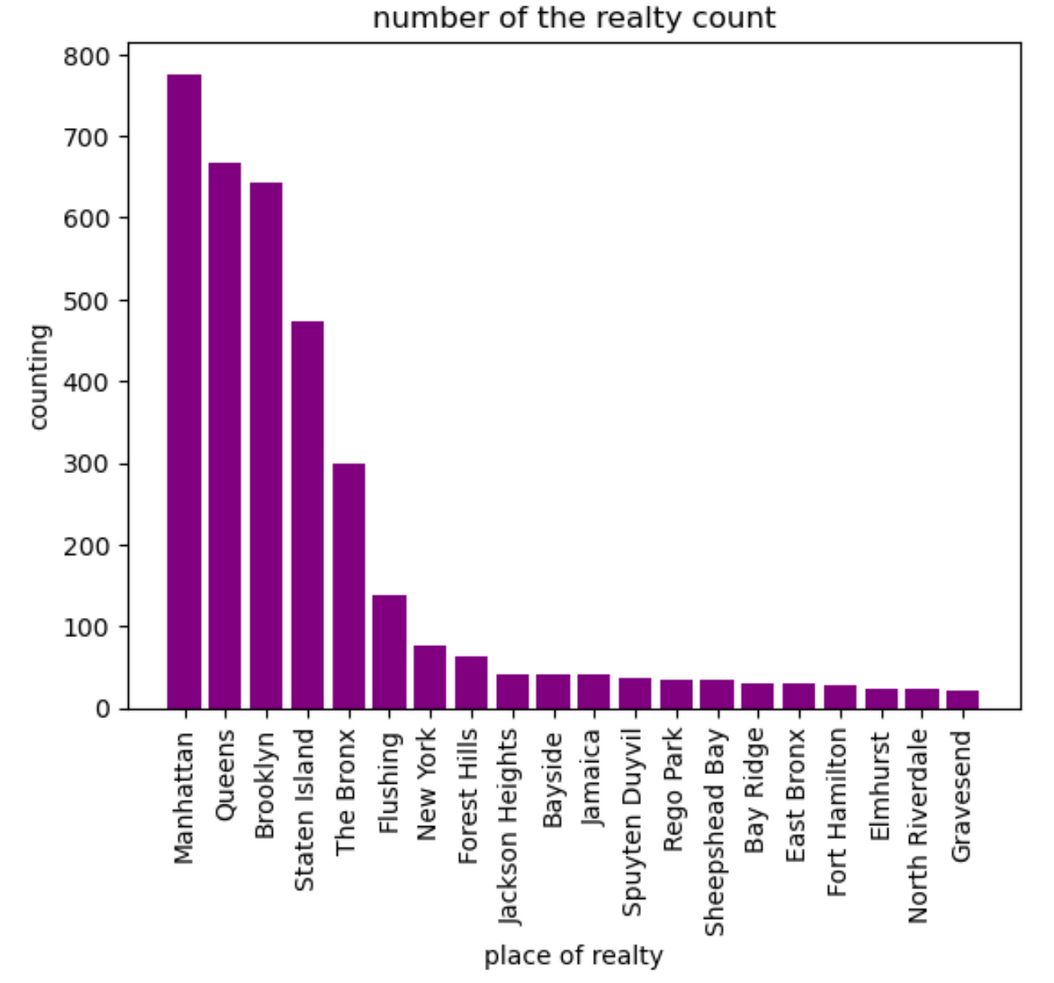 number of the realty count
800
700
600
500
400
300
200
100
0
counting
Manhattan
Queens
Brooklyn
Staten Island
The Bronx
Flushing
New York
Forest Hills
Jackson Heights
Bayside
Jamaica
Spuyten Duyvil
Rego Park
Sheepshead Bay
Bay Ridge
East Bronx
Fort Hamilton
Elmhurst
North Riverdale
Gravesend
place of realty